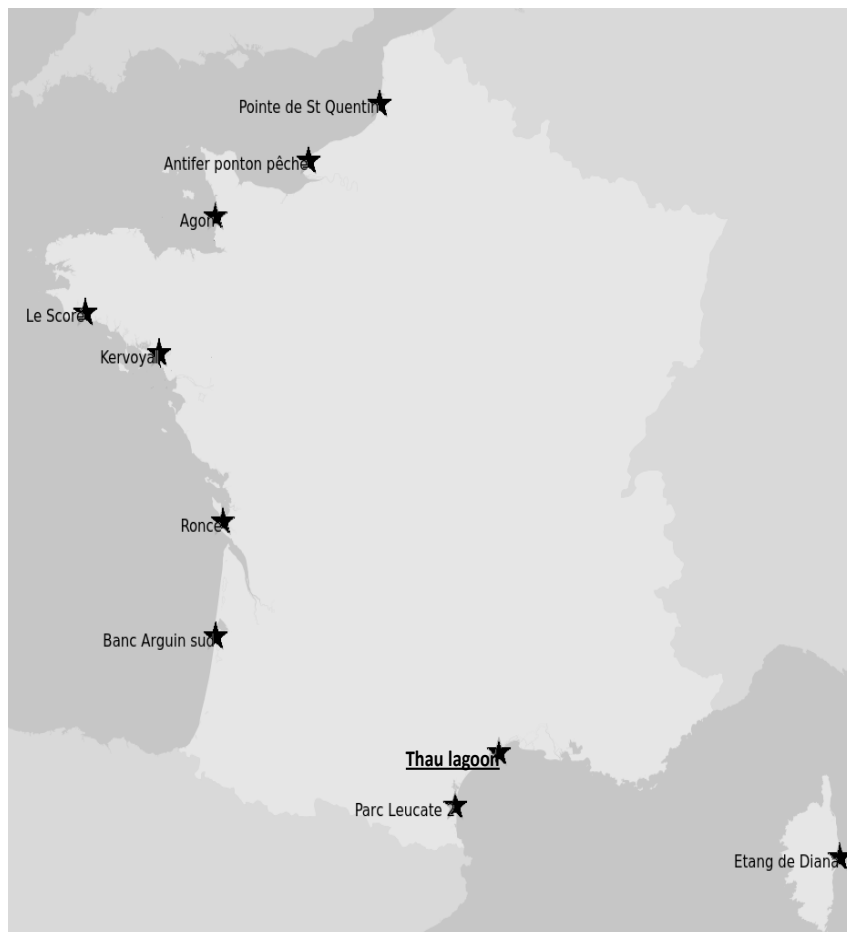 Pointe de St Quentin
Antifer ponton pêche
Agon
Le Scoré
Kervoyal
Ronce
Banc Arguin sud
Thau lagoon
Parc Leucate 2
Etang de Diana